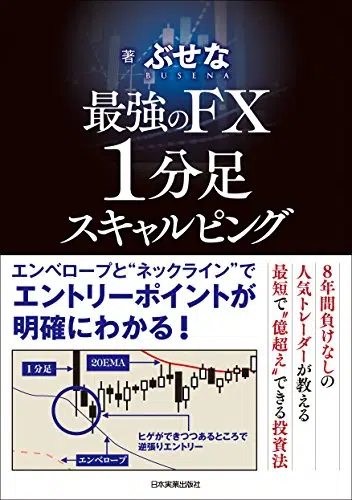 著 ぶせな
BUSENA
最強のFX
1分足
スキャルピング
エンベロープと“ネックライン”で
エントリーポイントが
明確にわかる!
8年間負けなしの
人気トレーダーが教える
最短で“億超え”できる投資法
1分足
20EMA
ヒゲができつつあるところで
逆張りエントリー
エンベロープ
日本実業出版社